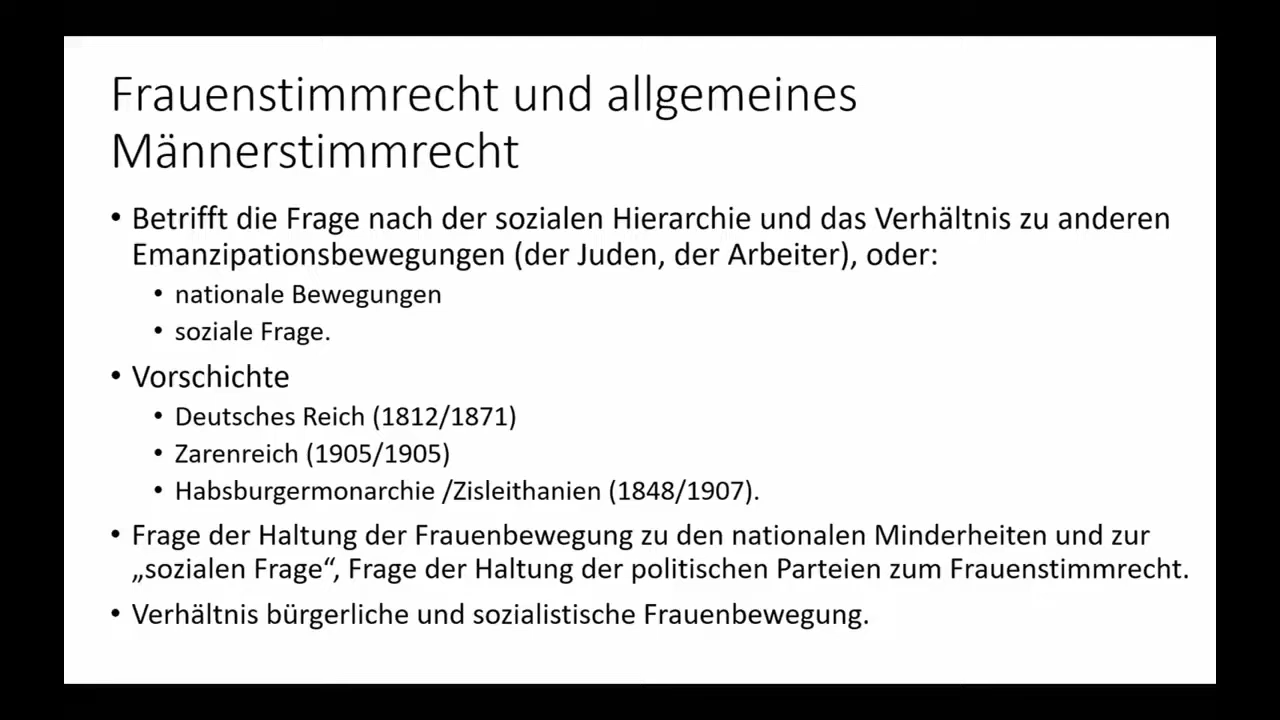 Frauenstimmrecht und allgemeines
Männerstimmrecht
• Betrifft die Frage nach der sozialen Hierarchie und das Verhältnis zu anderen
Emanzipationsbewegungen (der Juden, der Arbeiter), oder:
• nationale Bewegungen
• soziale Frage.
• Vorschichte
• Deutsches Reich (1812/1871)
• Zarenreich (1905/1905)
• Habsburgermonarchie /Zisleithanien (1848/1907).
• Frage der Haltung der Frauenbewegung zu den nationalen Minderheiten und zur
„sozialen Frage“, Frage der Haltung der politischen Parteien zum Frauenstimmrecht.
• Verhältnis bürgerliche und sozialistische Frauenbewegung.